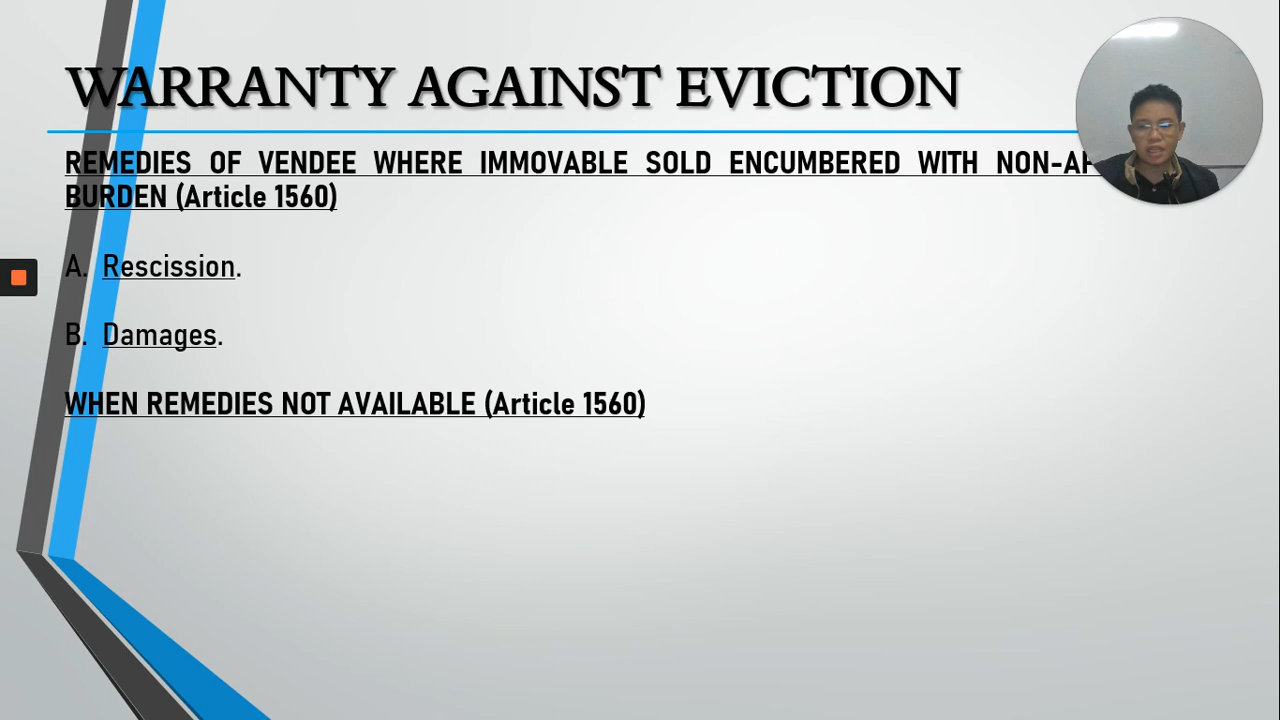 WARRANTY AGAINST EVICTION
REMEDIES OF VENDEE WHERE IMMOVABLE SOLD ENCUMBERED WITH
BURDEN (Article 1560)
A. Rescission.
B. Damages.
WHEN REMEDIES NOT AVAILABLE (Article 1560)